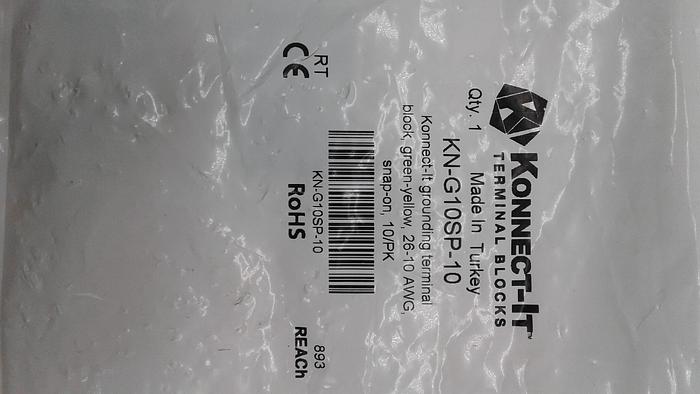 KONNECT-IT™
TERMINAL BLOCKS
Qty. 1 Made In Turkey
KN-G10SP-10
Konnect-It grounding terminal
block, green-yellow, 26-10 AWG,
snap-on, 10/PK
KN-G10SP-10
RT 893
CE RoHS REACh